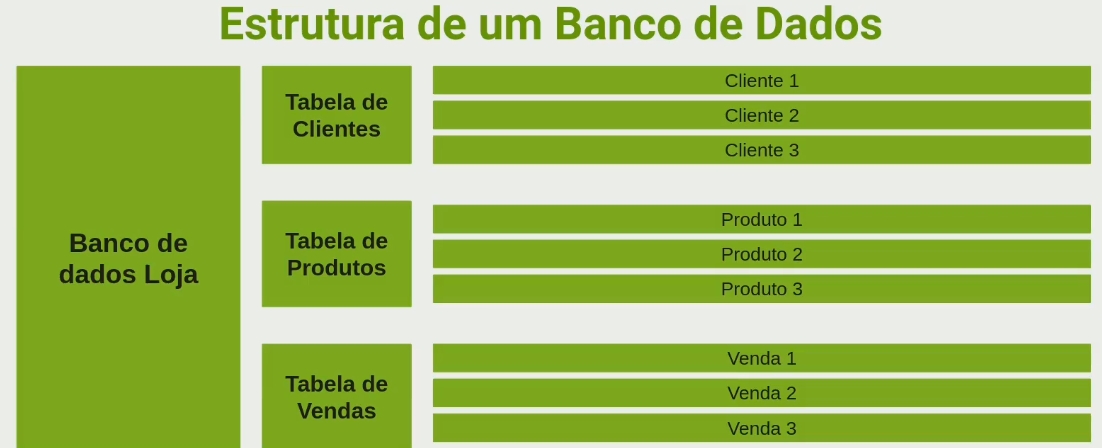 Estrutura de um Banco de Dados
Banco de
dados Loja
Tabela de
Clientes
Cliente 1
Cliente 2
Cliente 3
Tabela de
Produtos
Produto 1
Produto 2
Produto 3
Tabela de
Vendas
Venda 1
Venda 2
Venda 3